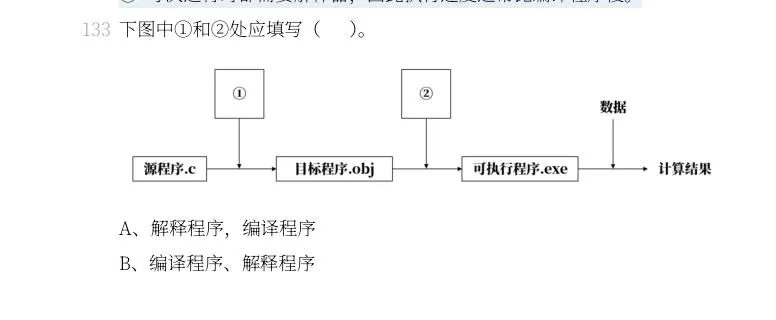 133 下图中①和②处应填写（ ）。
①
②
数据
源程序.c
目标程序.obj
可执行程序.exe
计算结果
A、解释程序，编译程序
B、编译程序、解释程序